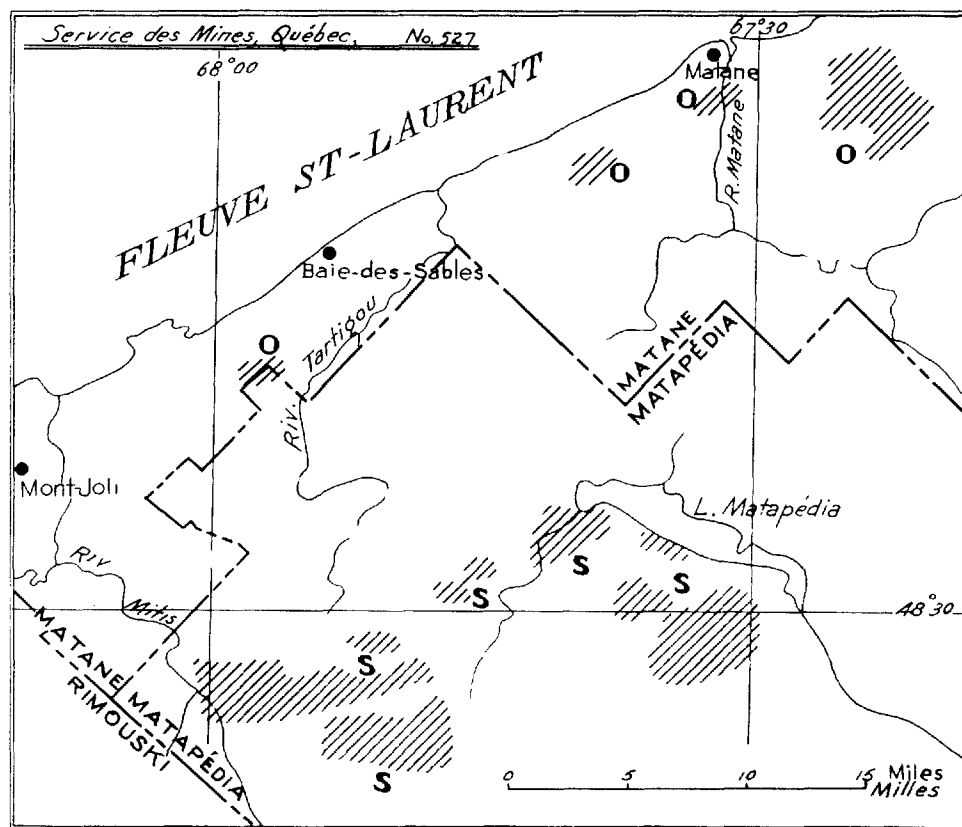 Service des Mines, Québec, No. 527
68°00
67°30
FLEUVE ST-LAURENT
Matane
O
O
O
R. Matane
Baie-des-Sables
Tartigou
Riv.
O
MATANE
MATAPÉDIA
Mont-Joli
L. Matapédia
Riv
Mitis
S
S
S
48°30
MATANE MATAPÉDIA
RIMOUSKI
S
S
0 5 10 15 Miles
Milles